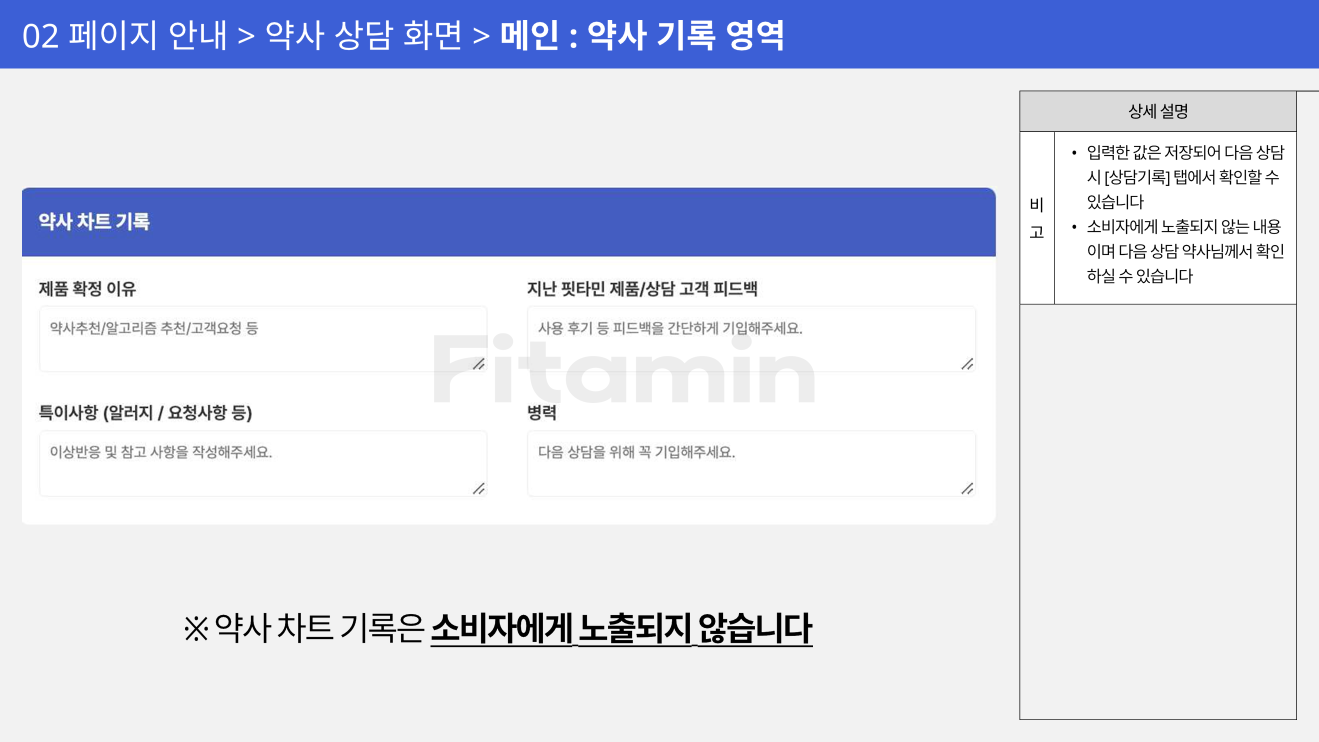 02 페이지 안내 > 약사 상담 화면 > 메인 : 약사 기록 영역
상세 설명
비
고
• 입력한 값은 저장되어 다음 상담
시 [상담기록] 탭에서 확인할 수
있습니다
• 소비자에게 노출되지 않는 내용
이며 다음 상담 약사님께서 확인
하실 수 있습니다
약사 차트 기록
제품 확정 이유
약사추천/알고리즘 추천/고객요청 등
지난 핏타민 제품/상담 고객 피드백
사용 후기 등 피드백을 간단하게 기입해주세요.
Fitamin
특이사항 (알러지 / 요청사항 등)
이상반응 및 참고 사항을 작성해주세요.
병력
다음 상담을 위해 꼭 기입해주세요.
※ 약사 차트 기록은 소비자에게 노출되지 않습니다